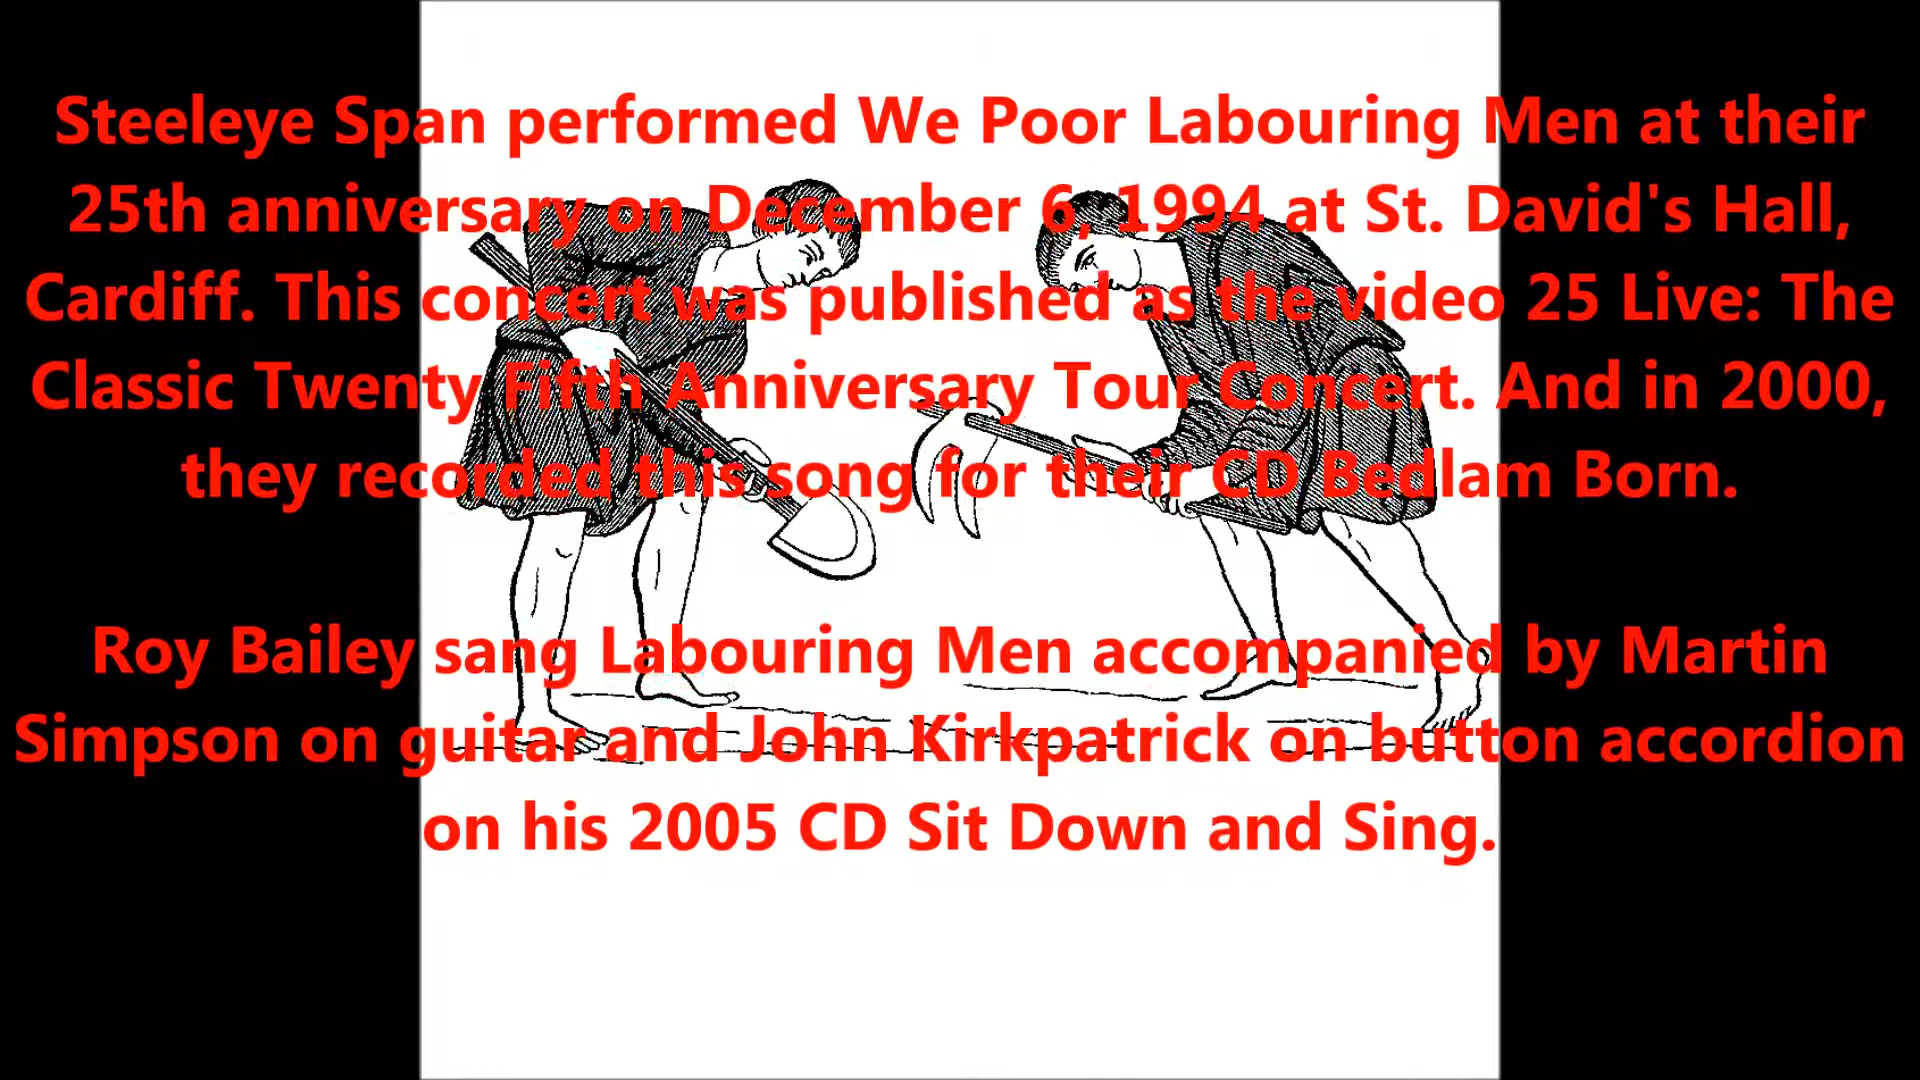 Steeleye Span performed We Poor Labouring Men at their
25th anniversary on December 6, 1994 at St. David's Hall,
Cardiff. This concert was published as the video 25 Live: The
Classic Twenty Fifth Anniversary Tour Concert. And in 2000,
they recorded this song for their CD Bedlam Born.
Roy Bailey sang Labouring Men accompanied by Martin
Simpson on guitar and John Kirkpatrick on button accordion
on his 2005 CD Sit Down and Sing.